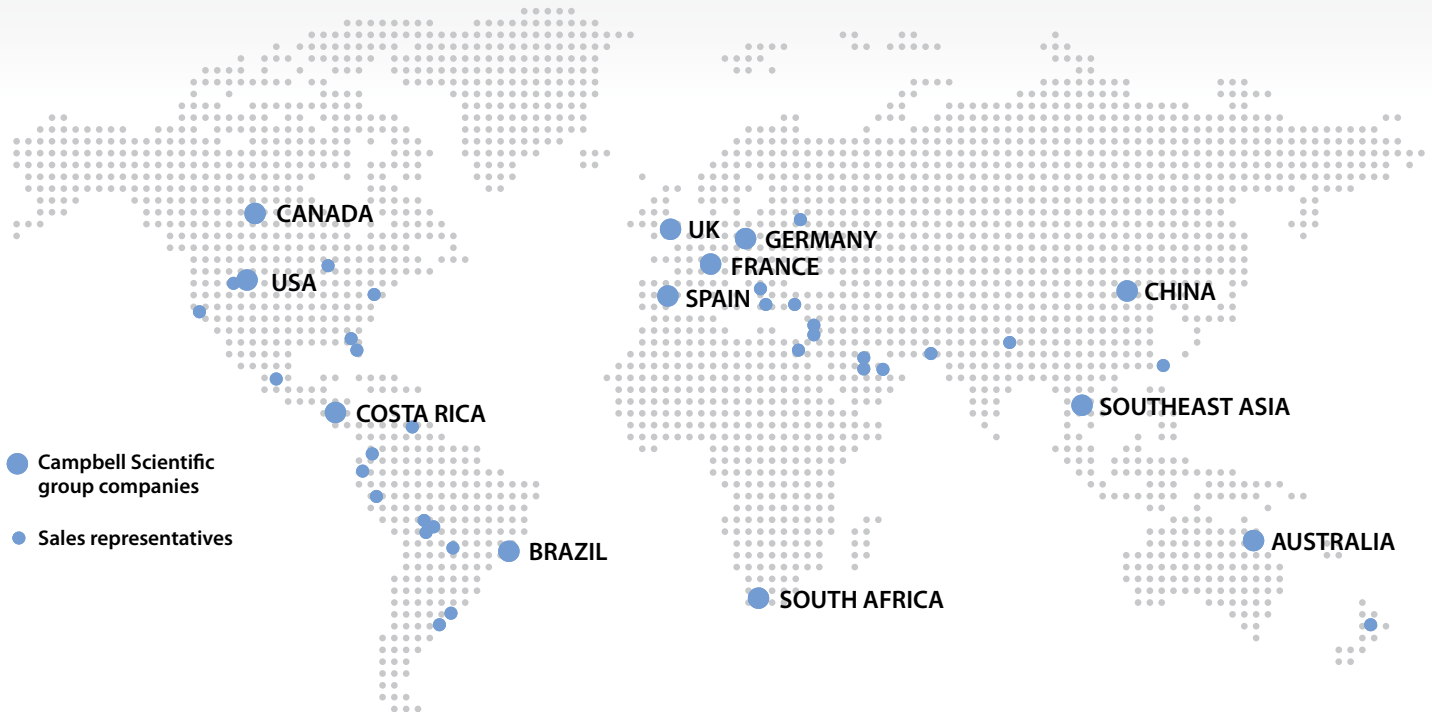 CANADA
UK
GERMANY
FRANCE
USA
SPAIN
CHINA
COSTA RICA
SOUTHEAST ASIA
Campbell Scientific
group companies
Sales representatives
BRAZIL
AUSTRALIA
SOUTH AFRICA